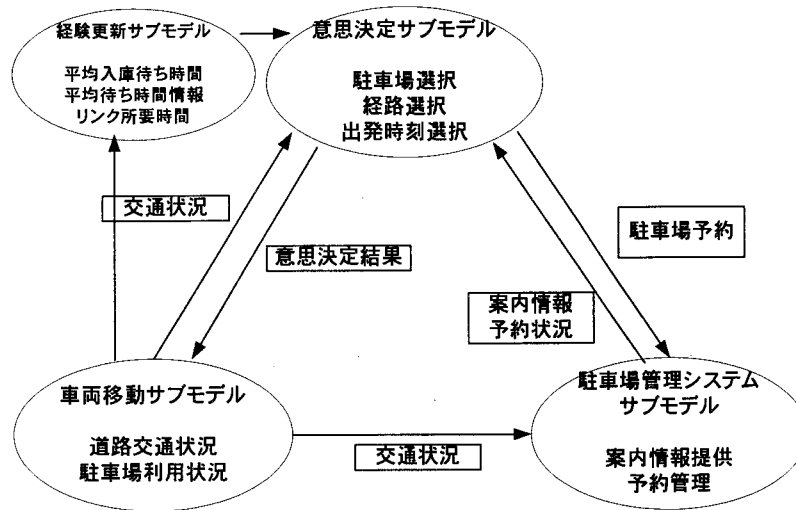 経験更新サブモデル
平均入庫待ち時間
平均待ち時間情報
リンク所要時間
意思決定サブモデル
駐車場選択
経路選択
出発時刻選択
交通状況
意思決定結果
駐車場予約
案内情報
予約状況
車両移動サブモデル
道路交通状況
駐車場利用状況
交通状況
駐車場管理システム
サブモデル
案内情報提供
予約管理